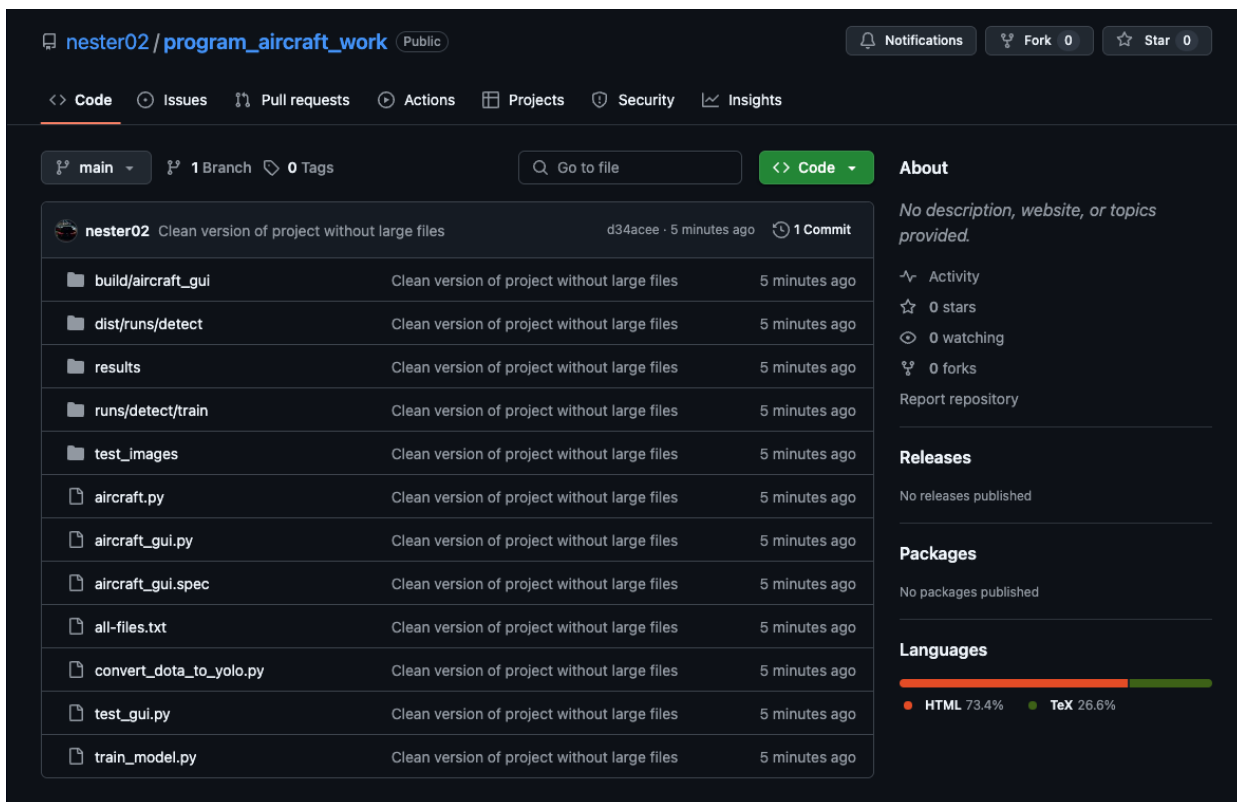 nester02 / program_aircraft_work Public
Notifications Fork 0 Star 0
Code Issues Pull requests Actions Projects Security Insights
main 1 Branch 0 Tags Go to file Code
nester02 Clean version of project without large files d34acee · 5 minutes ago 1 Commit
build/aircraft_gui Clean version of project without large files 5 minutes ago
dist/runs/detect Clean version of project without large files 5 minutes ago
results Clean version of project without large files 5 minutes ago
runs/detect/train Clean version of project without large files 5 minutes ago
test_images Clean version of project without large files 5 minutes ago
aircraft.py Clean version of project without large files 5 minutes ago
aircraft_gui.py Clean version of project without large files 5 minutes ago
aircraft_gui.spec Clean version of project without large files 5 minutes ago
all-files.txt Clean version of project without large files 5 minutes ago
convert_dota_to_yolo.py Clean version of project without large files 5 minutes ago
test_gui.py Clean version of project without large files 5 minutes ago
train_model.py Clean version of project without large files 5 minutes ago
About
No description, website, or topics
provided.
Activity
0 stars
0 watching
0 forks
Report repository
Releases
No releases published
Packages
No packages published
Languages
HTML 73.4% TeX 26.6%